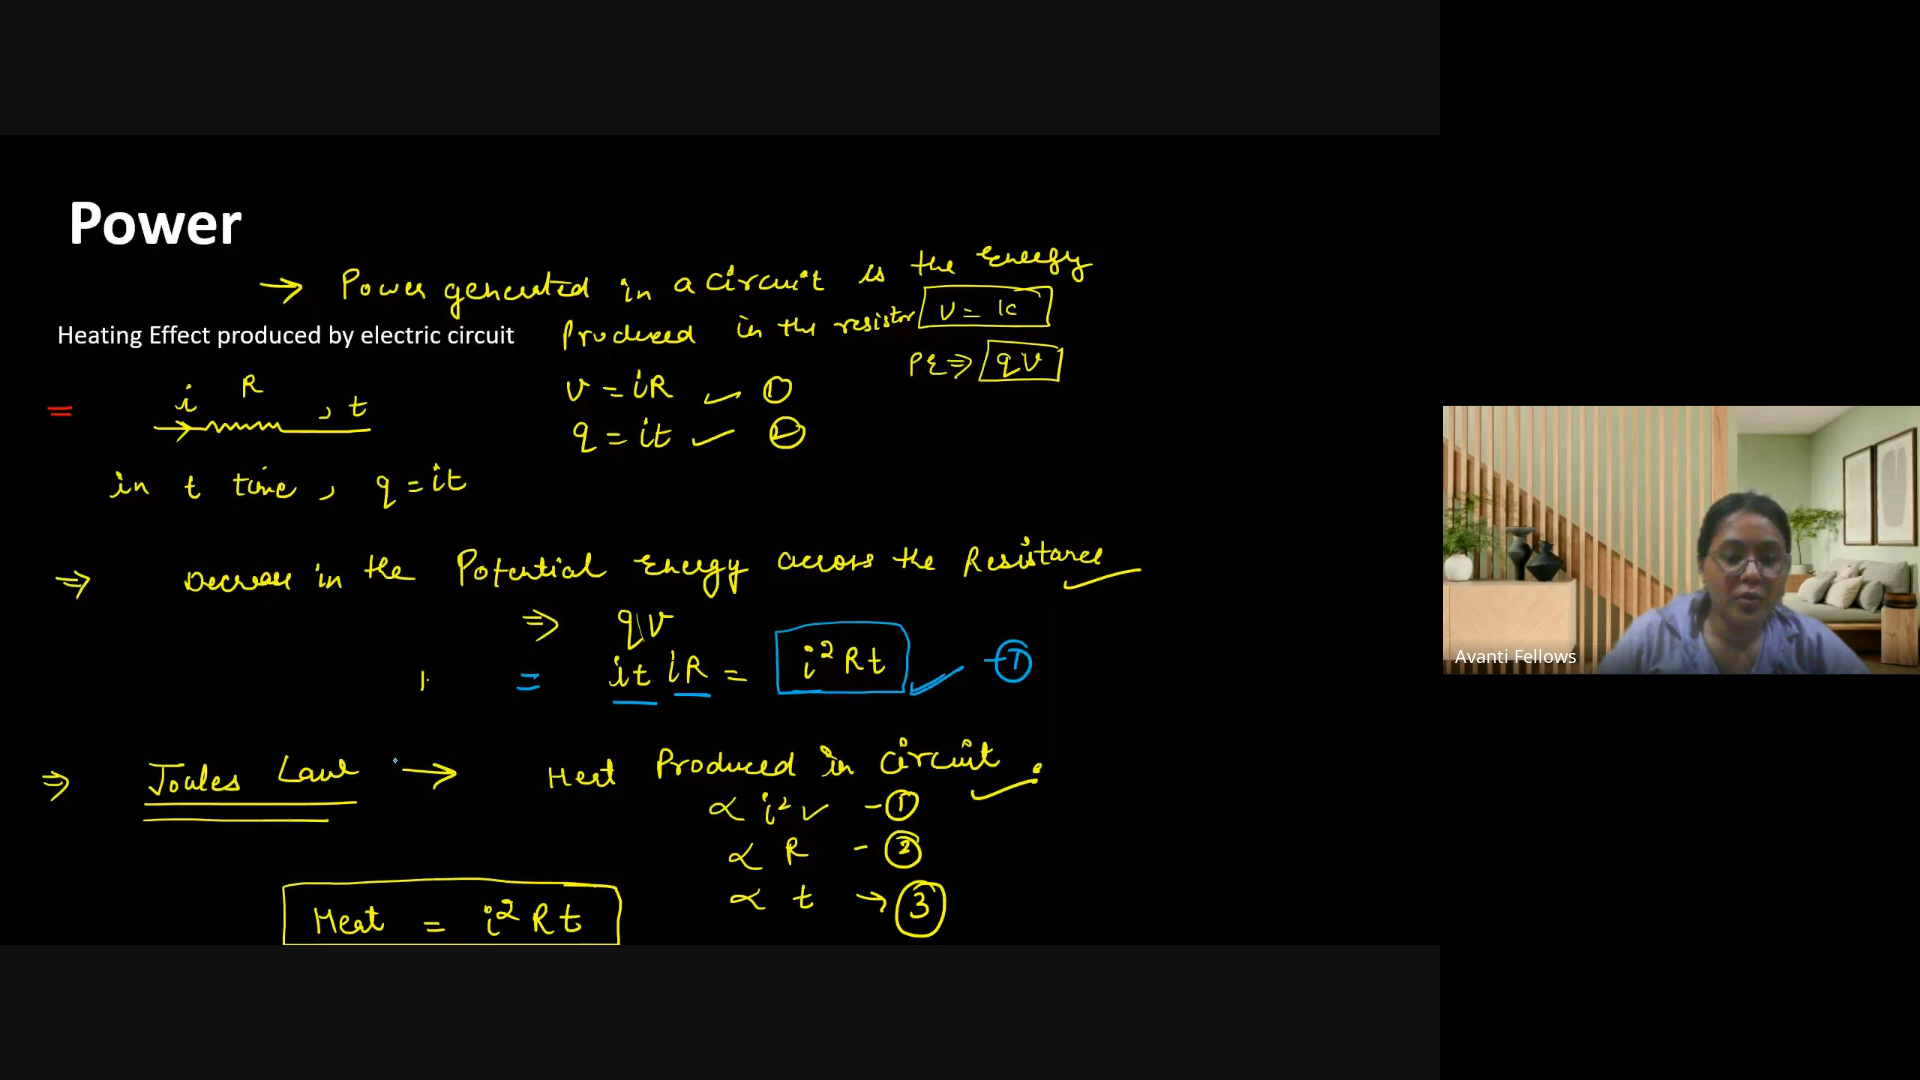 Power
→ Power generated in a circuit is the Energy
Heating Effect produced by electric circuit
Produced in the resistor
PE ⇒ qV
i R , t
V = iR ✓ ①
=
q = it ✓ ②
in t time , q = it
⇒ Decrease in the Potential Energy across the Resistance
⇒ qV
= it iR = i²Rt ✓ - ①
⇒ Joules Law → Heat Produced in circuit .
∝ i² ✓ - ①
∝ R - ②
∝ t → ③
Heat = i²Rt
Avanti Fellows